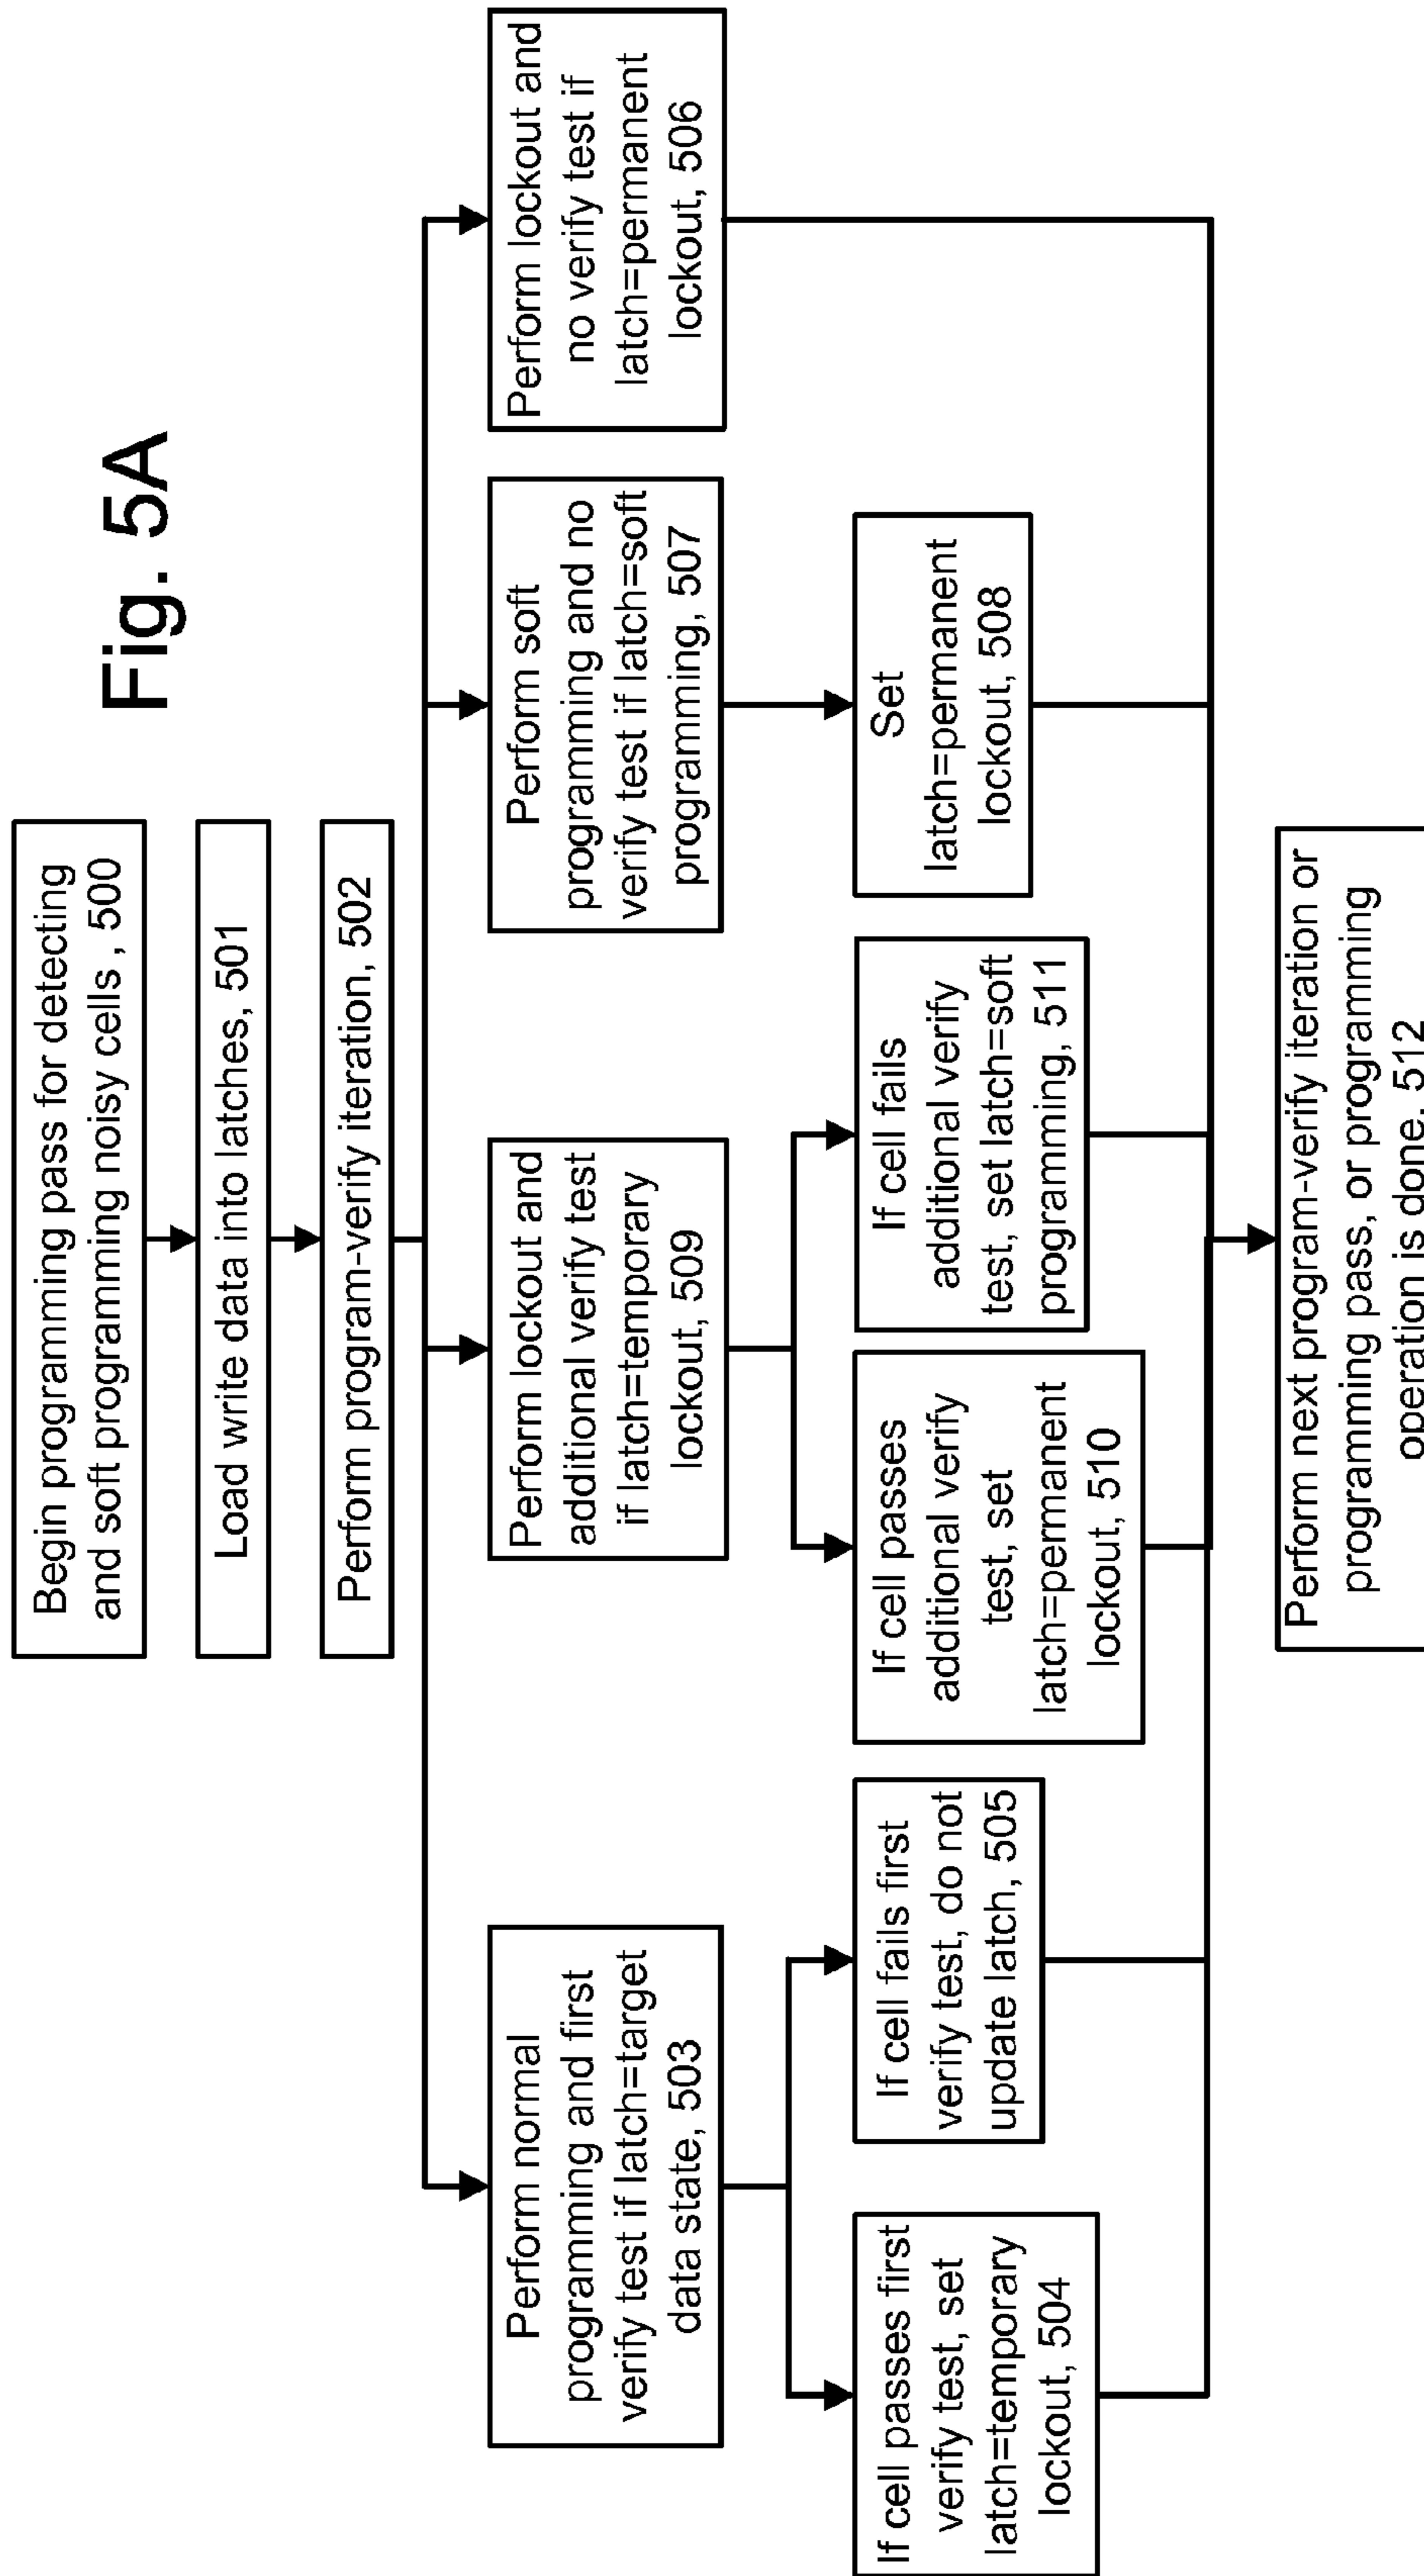 Fig. 5A
Begin programming pass for detecting
and soft programming noisy cells , 500
Load write data into latches, 501
Perform program-verify iteration, 502
Perform normal
programming and first
verify test if latch=target
data state, 503
Perform lockout and
additional verify test
if latch=temporary
lockout, 509
Perform soft
programming and no
verify test if latch=soft
programming, 507
Perform lockout and
no verify test if
latch=permanent
lockout, 506
If cell passes first
verify test, set
latch=temporary
lockout, 504
If cell fails first
verify test, do not
update latch, 505
If cell passes
additional verify
test, set
latch=permanent
lockout, 510
If cell fails
additional verify
test, set latch=soft
programming, 511
Set
latch=permanent
lockout, 508
Perform next program-verify iteration or
programming pass, or programming
operation is done, 512